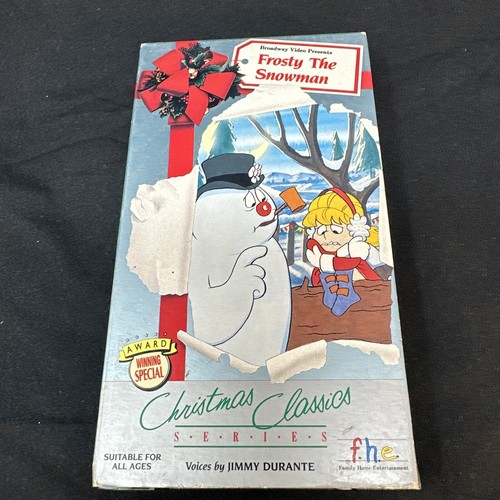 Broadway Video Presents
Frosty The
Snowman
AWARD
WINNING
SPECIAL
Christmas Classics
SERIES
SUITABLE FOR
ALL AGES
Voices by JIMMY DURANTE
f.h.e.
Family Home Entertainment